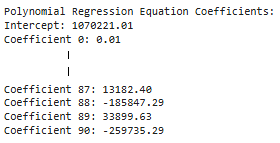 Polynomial Regression Equation Coefficients:
Intercept: 1070221.01
Coefficient 0: 0.01
|
|
Coefficient 87: 13182.40
Coefficient 88: -185847.29
Coefficient 89: 33899.63
Coefficient 90: -259735.29